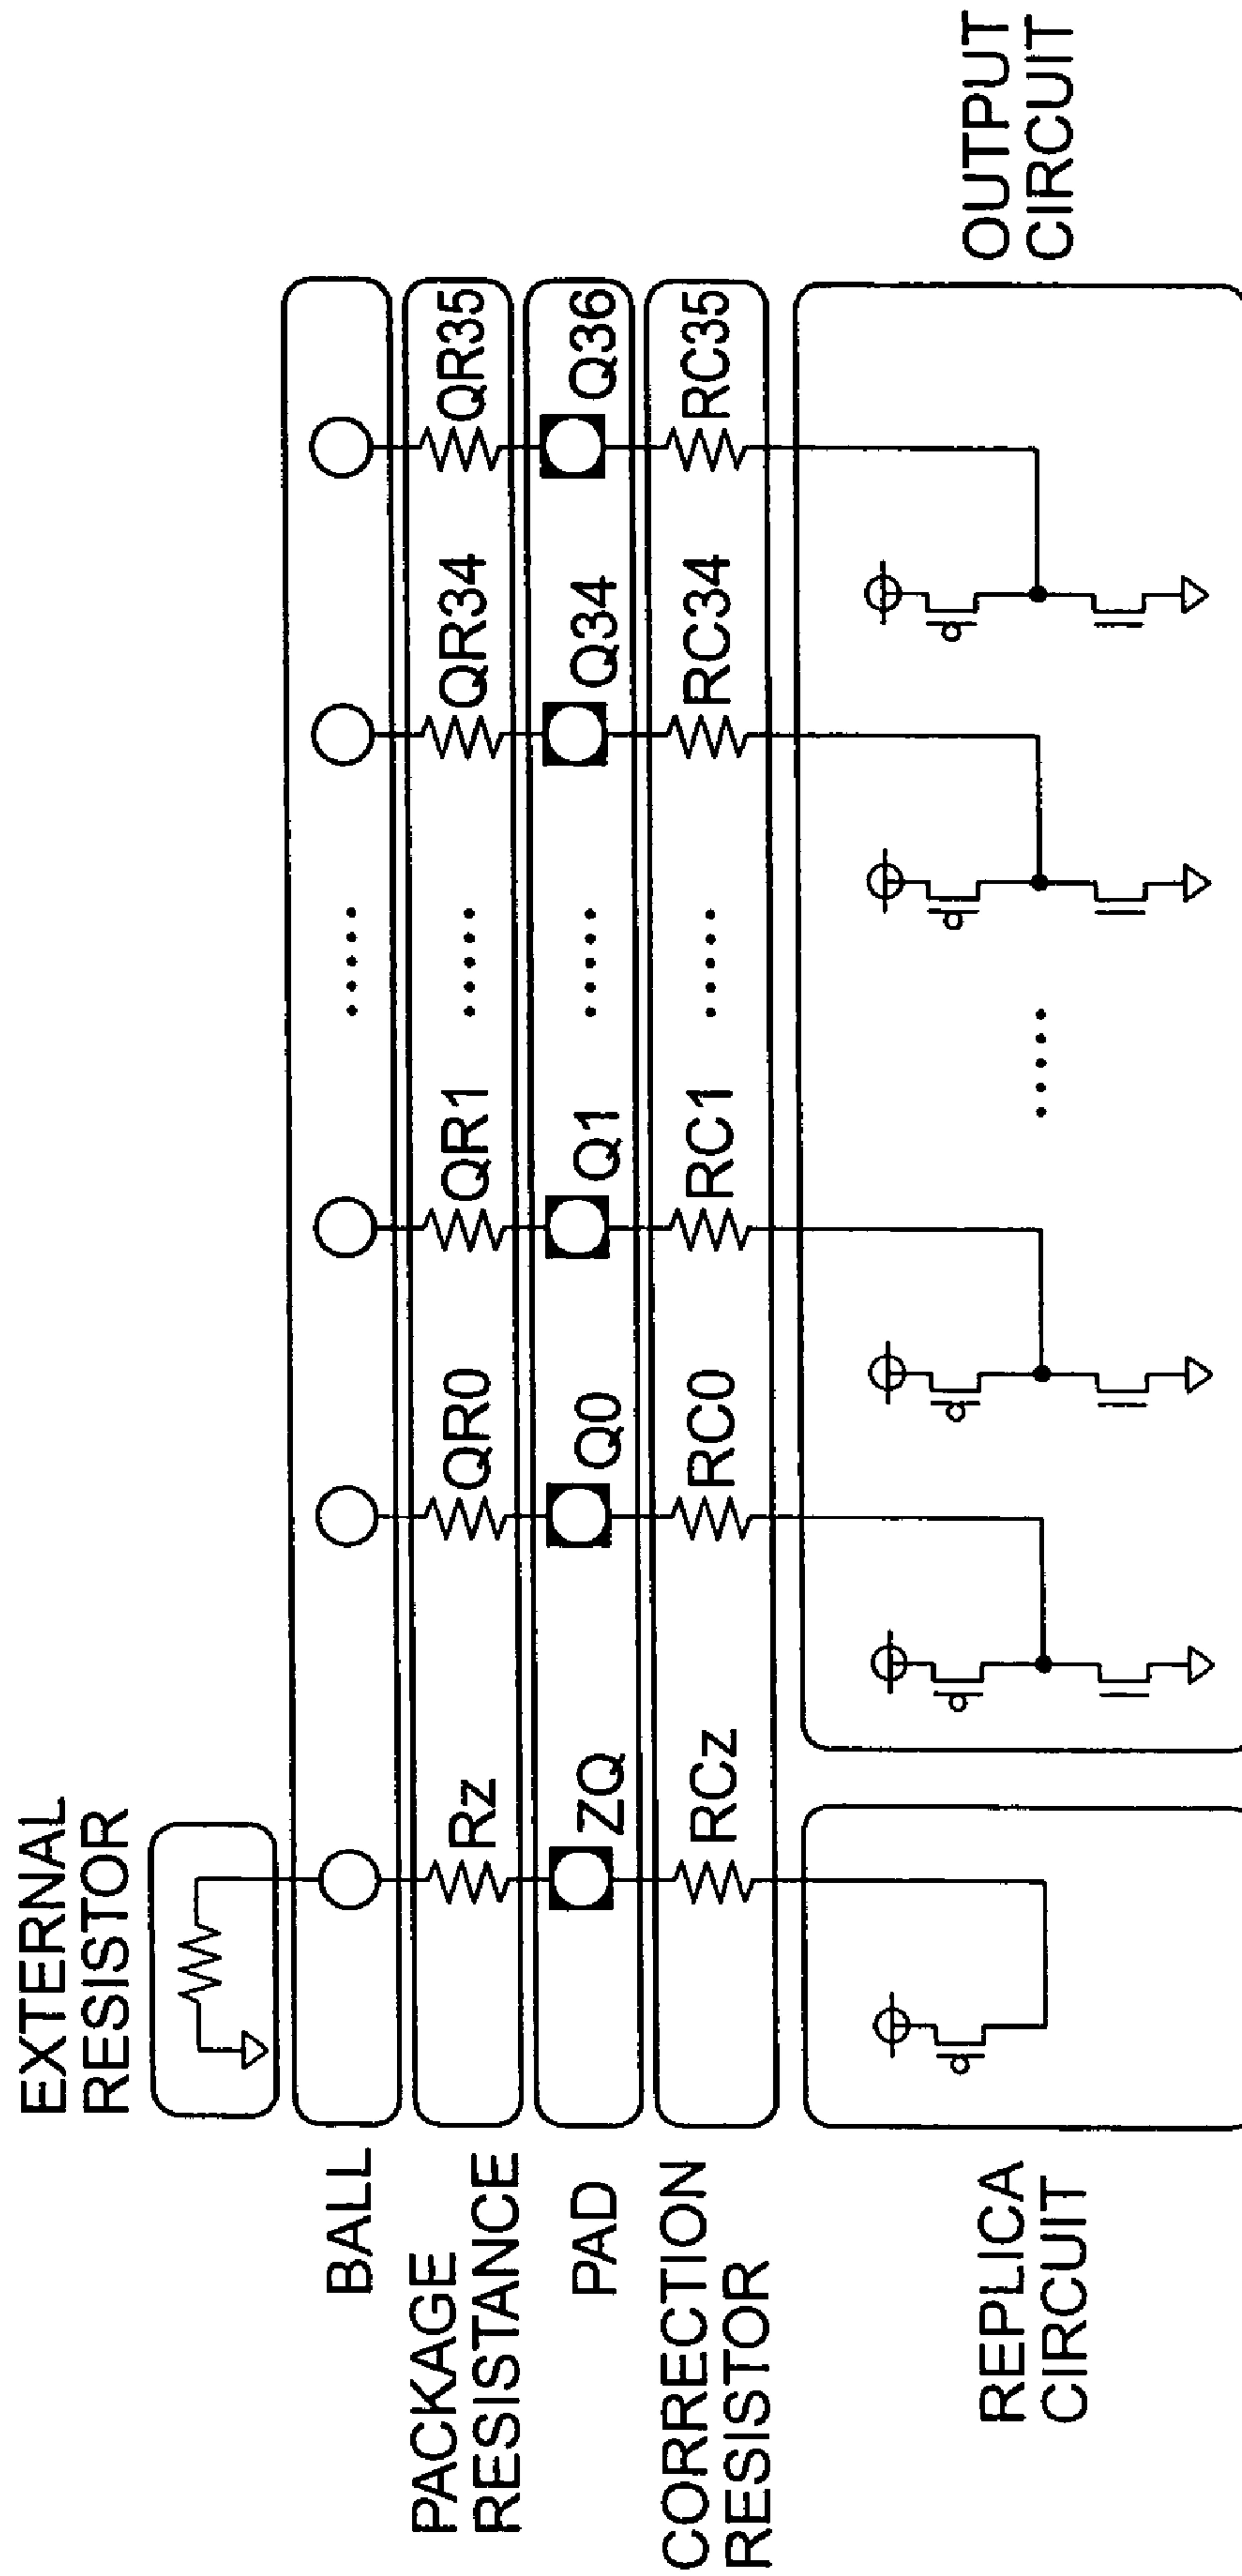 EXTERNAL
RESISTOR
BALL
PACKAGE
RESISTANCE
Rz QR0 QR1 ..... QR34 QR35
PAD
ZQ Q0 Q1 ..... Q34 Q36
CORRECTION
RESISTOR
RCz RC0 RC1 ..... RC34 RC35
REPLICA
CIRCUIT
OUTPUT
CIRCUIT